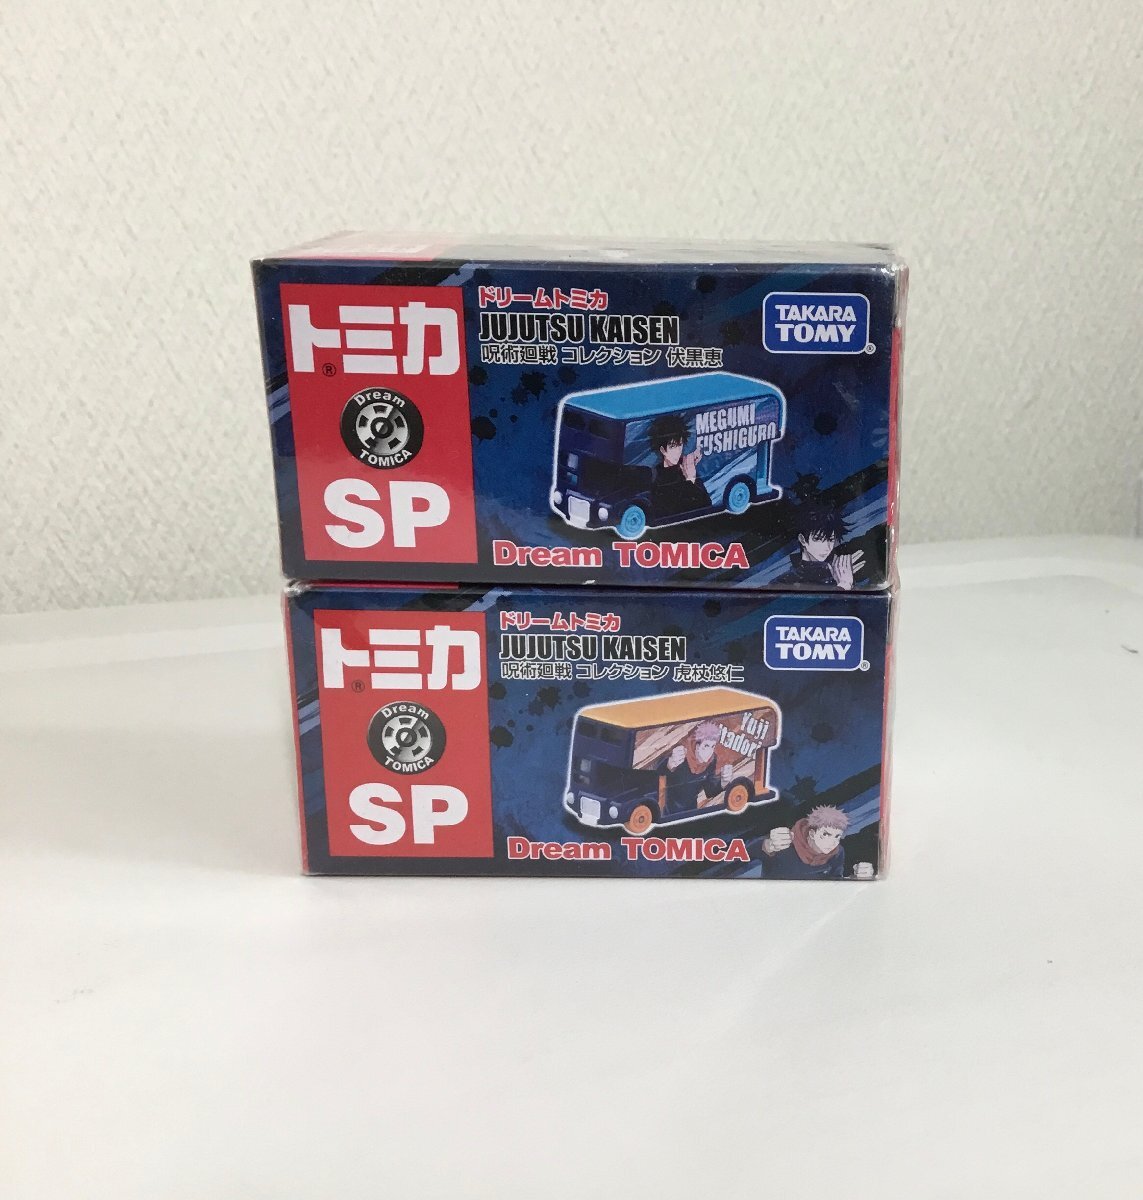 トミカ
®
Dream
TOMICA
SP
ドリームトミカ
JUJUTSU KAISEN
呪術廻戦 コレクション 伏黒恵
TAKARA
TOMY®
MEGUMI
FUSHIGURO
Dream TOMICA
トミカ
®
Dream
TOMICA
SP
ドリームトミカ
JUJUTSU KAISEN
呪術廻戦 コレクション 虎杖悠仁
TAKARA
TOMY®
Yuji
Itadori
Dream TOMICA